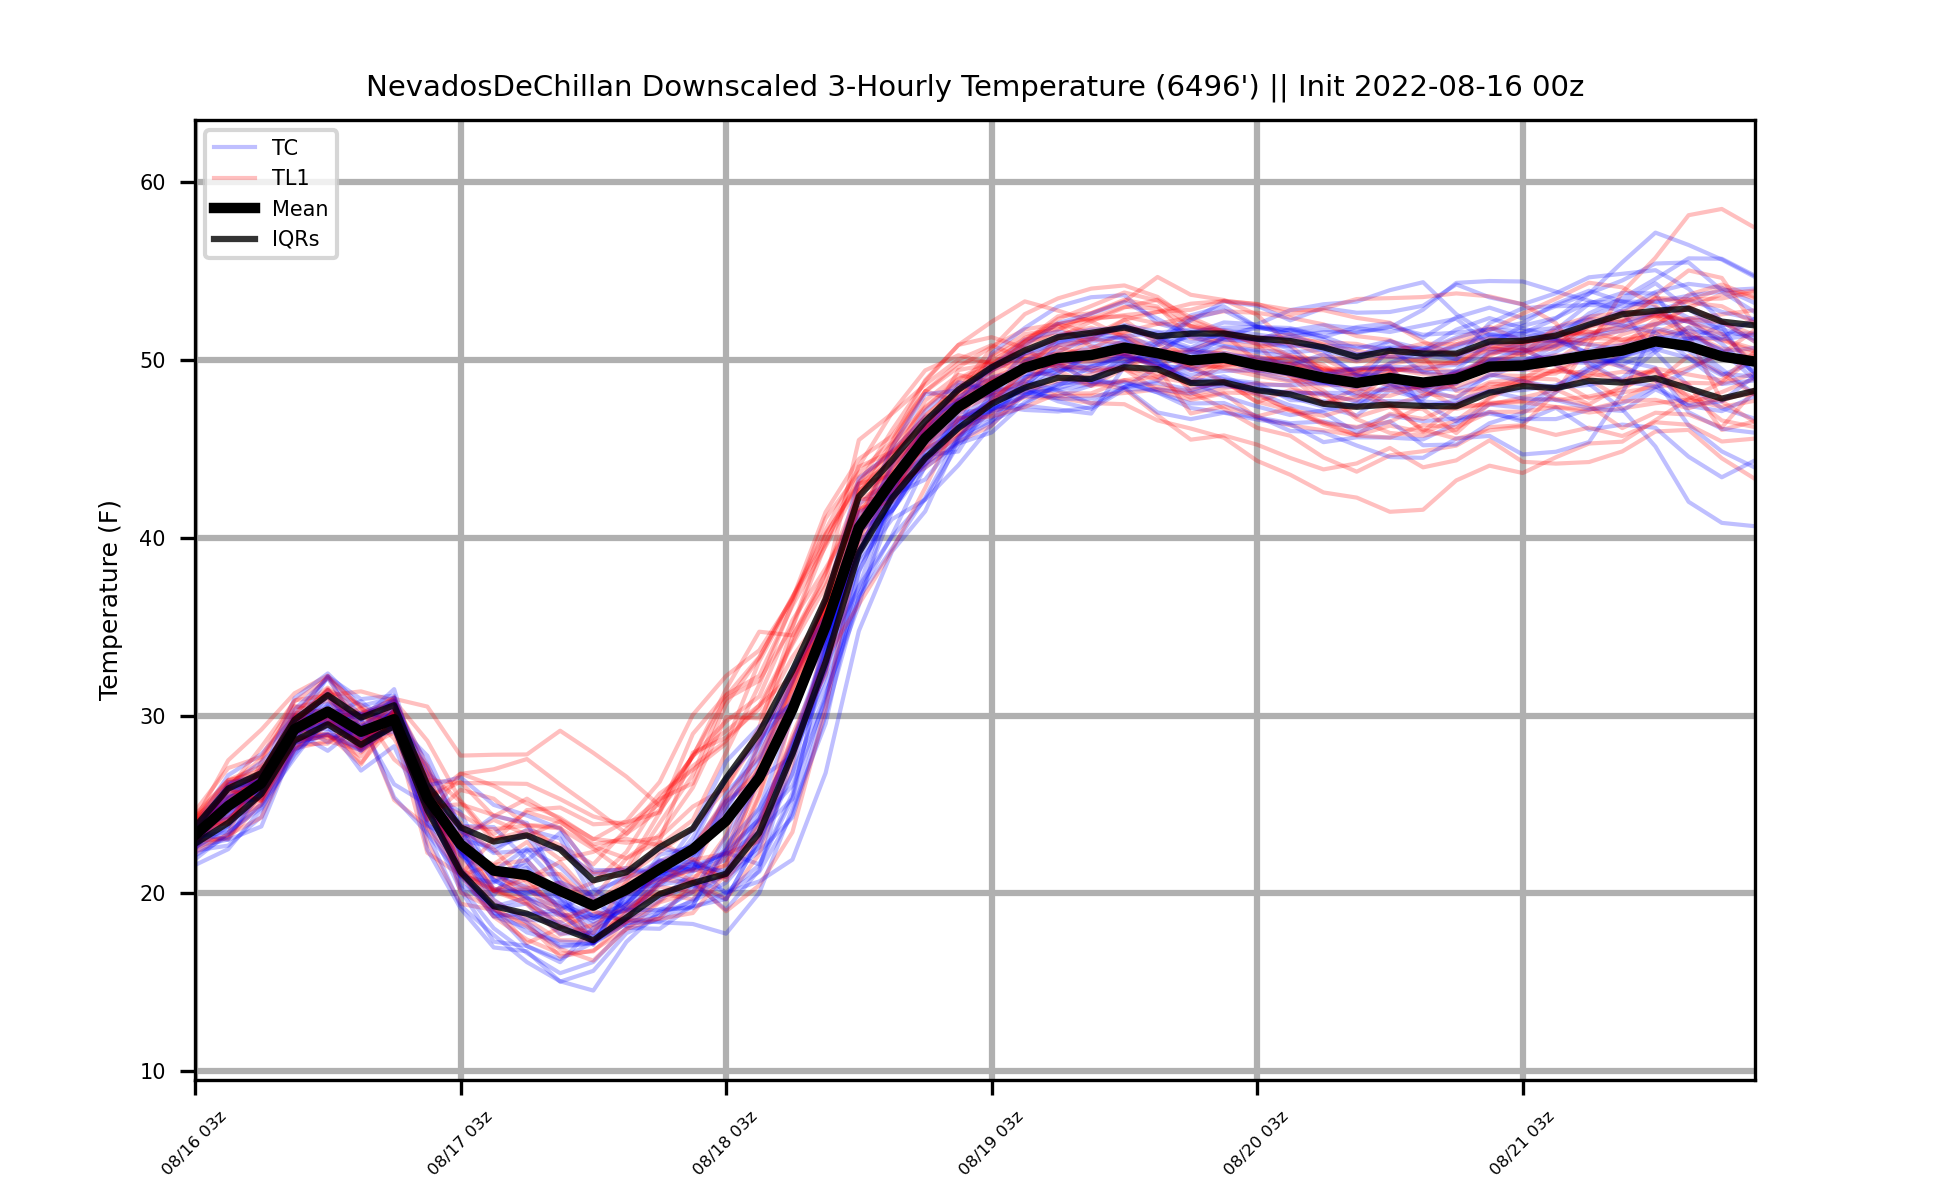 NevadosDeChillan Downscaled 3-Hourly Temperature (6496') || Init 2022-08-16 00z
TC
TL1
Mean
IQRs
Temperature (F)
60
50
40
30
20
10
08/16 03z
08/17 03z
08/18 03z
08/19 03z
08/20 03z
08/21 03z